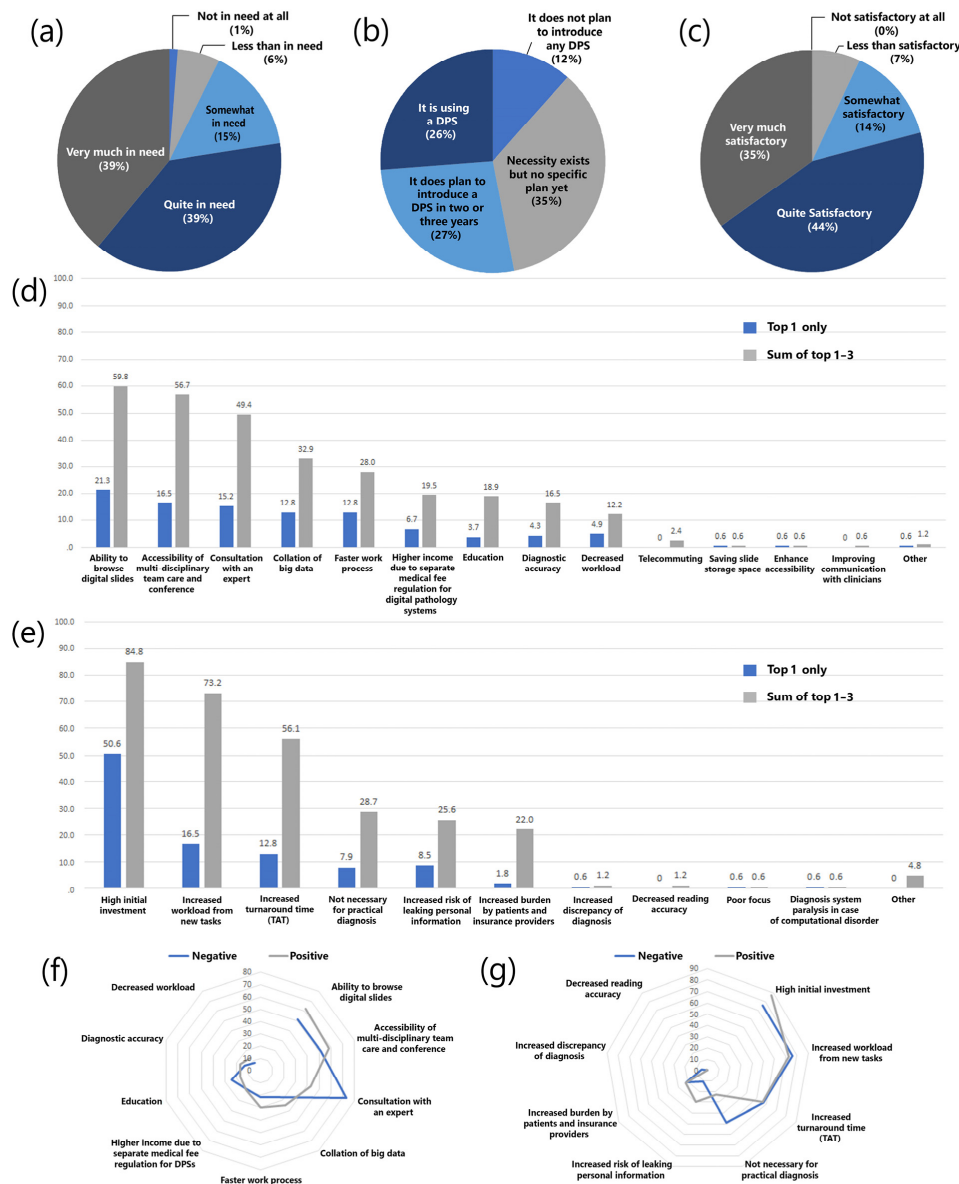 (a)
Not in need at all
(1%)
Less than in need
(6%)
Somewhat
in need
(15%)
Very much in need
(39%)
Quite in need
(39%)
(b)
It does not plan
to introduce
any DPS
(12%)
It is using
a DPS
(26%)
Necessity exists
but no specific
plan yet
(35%)
It does plan to
introduce a
DPS in two or
three years
(27%)
(c)
Not satisfactory at all
(0%)
Less than satisfactory
(7%)
Somewhat
satisfactory
(14%)
Very much
satisfactory
(35%)
Quite Satisfactory
(44%)
(d)
100.0
90.0
80.0
70.0
60.0
50.0
40.0
30.0
20.0
10.0
.0
Top 1 only
Sum of top 1–3
21.3
59.8
16.5
56.7
15.2
49.4
12.8
32.9
12.8
28.0
6.7
19.5
3.7
18.9
4.3
16.5
4.9
12.2
0
2.4
0.6
0.6
0.6
0.6
0
0.6
0.6
1.2
Ability to
browse
digital slides
Accessibility of
multi-disciplinary
team care and
conference
Consultation
with an
expert
Collation of
big data
Faster work
process
Higher income
due to separate
medical fee
regulation for
digital pathology
systems
Education
Diagnostic
accuracy
Decreased
workload
Telecommuting
Saving slide
storage space
Enhance
accessibility
Improving
communication
with clinicians
Other
(e)
100.0
90.0
80.0
70.0
60.0
50.0
40.0
30.0
20.0
10.0
.0
Top 1 only
Sum of top 1–3
50.6
84.8
16.5
73.2
12.8
56.1
7.9
28.7
8.5
25.6
1.8
22.0
0.6
1.2
0
1.2
0.6
0.6
0.6
0.6
0
4.8
High initial
investment
Increased
workload from
new tasks
Increased
turnaround time
(TAT)
Not necessary
for practical
diagnosis
Increased risk of
leaking personal
information
Increased burden
by patients and
insurance providers
Increased
discrepancy of
diagnosis
Decreased reading
accuracy
Poor focus
Diagnosis system
paralysis in case
of computational disorder
Other
(f)
Negative
Positive
80
70
60
50
40
30
20
10
0
Ability to browse
digital slides
Accessibility of
multi-disciplinary team
care and conference
Consultation with
an expert
Collation of big data
Faster work process
Higher Income due to
separate medical fee
regulation for DPSs
Education
Diagnostic accuracy
Decreased workload
(g)
Negative
Positive
90
80
70
60
50
40
30
20
10
0
High initial investment
Increased workload
from new tasks
Increased
turnaround time
(TAT)
Not necessary for
practical diagnosis
Increased risk of leaking
personal information
Increased burden by
patients and insurance
providers
Increased discrepancy
of diagnosis
Decreased reading
accuracy